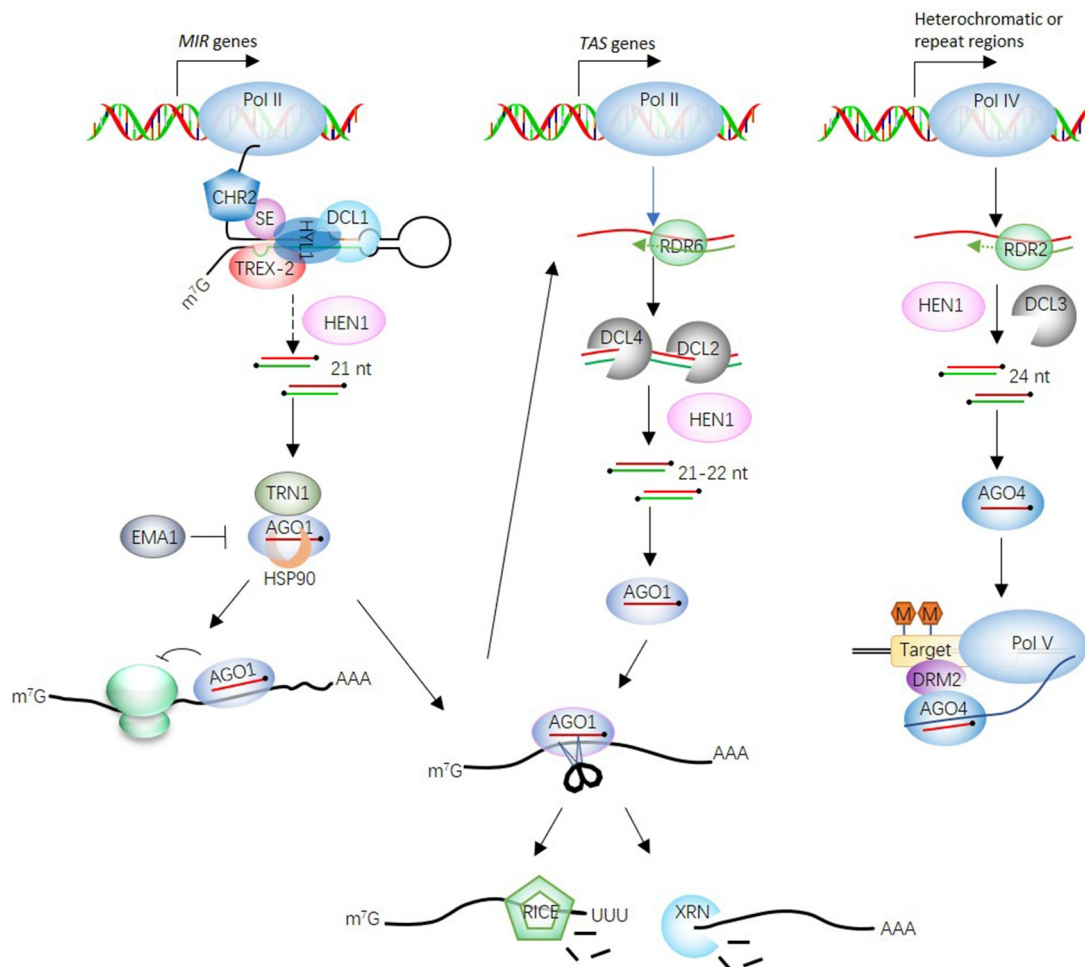 MIR genes
Pol II
CHR2
SE
HYL1
DCL1
TREX-2
m⁷G
HEN1
21 nt
TRN1
EMA1
AGO1
HSP90
AGO1
m⁷G
AAA
TAS genes
Pol II
RDR6
DCL4
DCL2
HEN1
21-22 nt
AGO1
AGO1
m⁷G
AAA
RICE
m⁷G
UUU
XRN
AAA
Heterochromatic or
repeat regions
Pol IV
RDR2
HEN1
DCL3
24 nt
AGO4
M
M
Target
Pol V
DRM2
AGO4